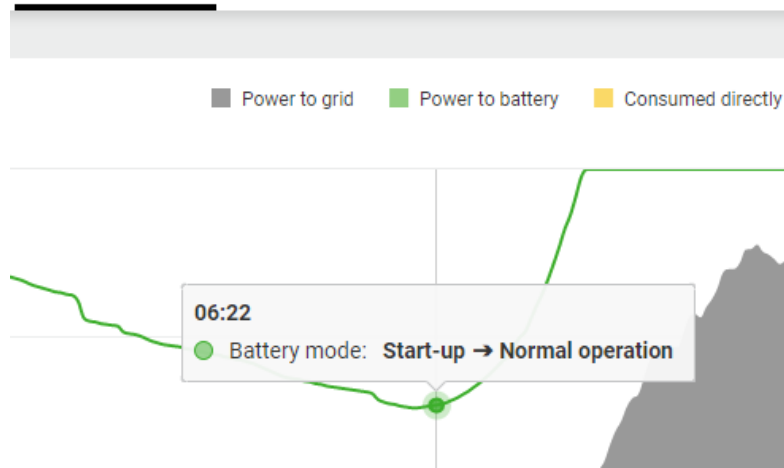 Power to grid Power to battery Consumed directly
06:22
Battery mode: Start-up ➔ Normal operation